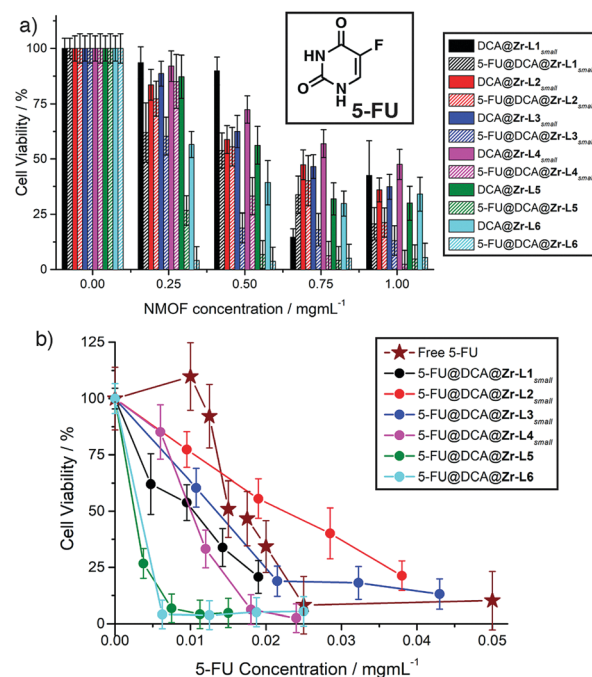 a)
O
F
HN
O
NH
5-FU
100
75
50
25
0
Cell Viability / %
0.00 0.25 0.50 0.75 1.00
NMOF concentration / mgmL-1
DCA@Zr-L1small
5-FU@DCA@Zr-L1small
DCA@Zr-L2small
5-FU@DCA@Zr-L2small
DCA@Zr-L3small
5-FU@DCA@Zr-L3small
DCA@Zr-L4small
5-FU@DCA@Zr-L4small
DCA@Zr-L5
5-FU@DCA@Zr-L5
DCA@Zr-L6
5-FU@DCA@Zr-L6
b)
125
100
75
50
25
0
Cell Viability / %
Free 5-FU
5-FU@DCA@Zr-L1small
5-FU@DCA@Zr-L2small
5-FU@DCA@Zr-L3small
5-FU@DCA@Zr-L4small
5-FU@DCA@Zr-L5
5-FU@DCA@Zr-L6
0.00 0.01 0.02 0.03 0.04 0.05
5-FU Concentration / mgmL-1